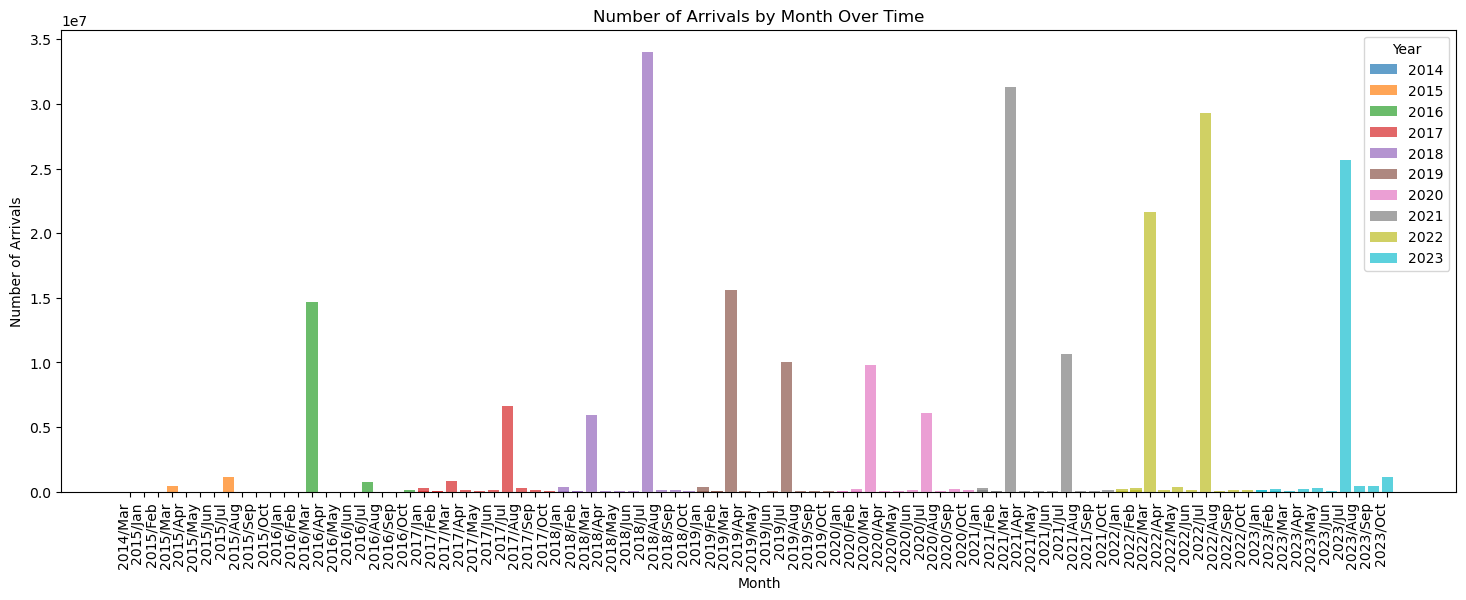 Number of Arrivals by Month Over Time
1e7
3.5
3.0
2.5
2.0
1.5
1.0
0.5
0.0
Number of Arrivals
Year
2014
2015
2016
2017
2018
2019
2020
2021
2022
2023
2014/Mar
2015/Jan
2015/Feb
2015/Mar
2015/Apr
2015/May
2015/Jun
2015/Jul
2015/Aug
2015/Sep
2015/Oct
2016/Jan
2016/Feb
2016/Mar
2016/Apr
2016/May
2016/Jun
2016/Jul
2016/Aug
2016/Sep
2016/Oct
2017/Jan
2017/Feb
2017/Mar
2017/Apr
2017/May
2017/Jun
2017/Jul
2017/Aug
2017/Sep
2017/Oct
2018/Jan
2018/Feb
2018/Mar
2018/Apr
2018/May
2018/Jun
2018/Jul
2018/Aug
2018/Sep
2018/Oct
2019/Jan
2019/Feb
2019/Mar
2019/Apr
2019/May
2019/Jun
2019/Jul
2019/Aug
2019/Sep
2019/Oct
2020/Jan
2020/Feb
2020/Mar
2020/Apr
2020/May
2020/Jun
2020/Jul
2020/Aug
2020/Sep
2020/Oct
2021/Jan
2021/Feb
2021/Mar
2021/Apr
2021/May
2021/Jun
2021/Jul
2021/Aug
2021/Sep
2021/Oct
2022/Jan
2022/Feb
2022/Mar
2022/Apr
2022/May
2022/Jun
2022/Jul
2022/Aug
2022/Sep
2022/Oct
2023/Jan
2023/Feb
2023/Mar
2023/Apr
2023/May
2023/Jun
2023/Jul
2023/Aug
2023/Sep
2023/Oct
Month